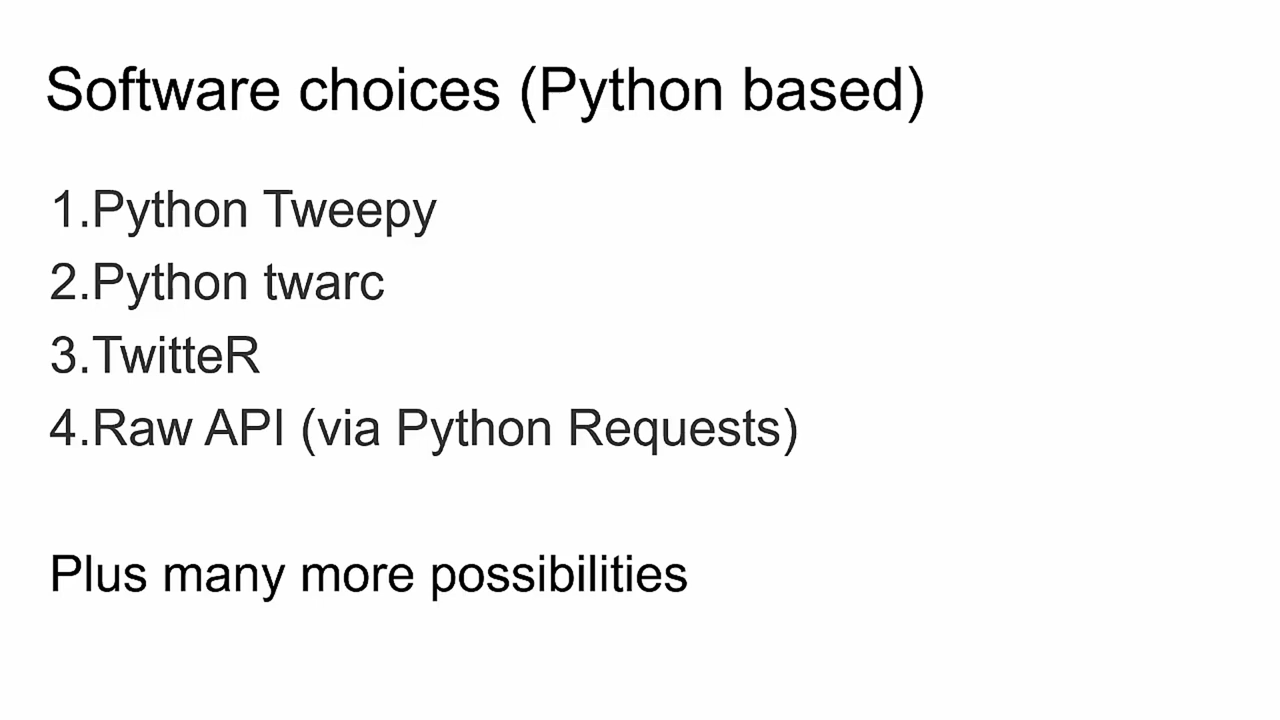 Software choices (Python based)
1.Python Tweepy
2.Python twarc
3.TwitteR
4.Raw API (via Python Requests)
Plus many more possibilities